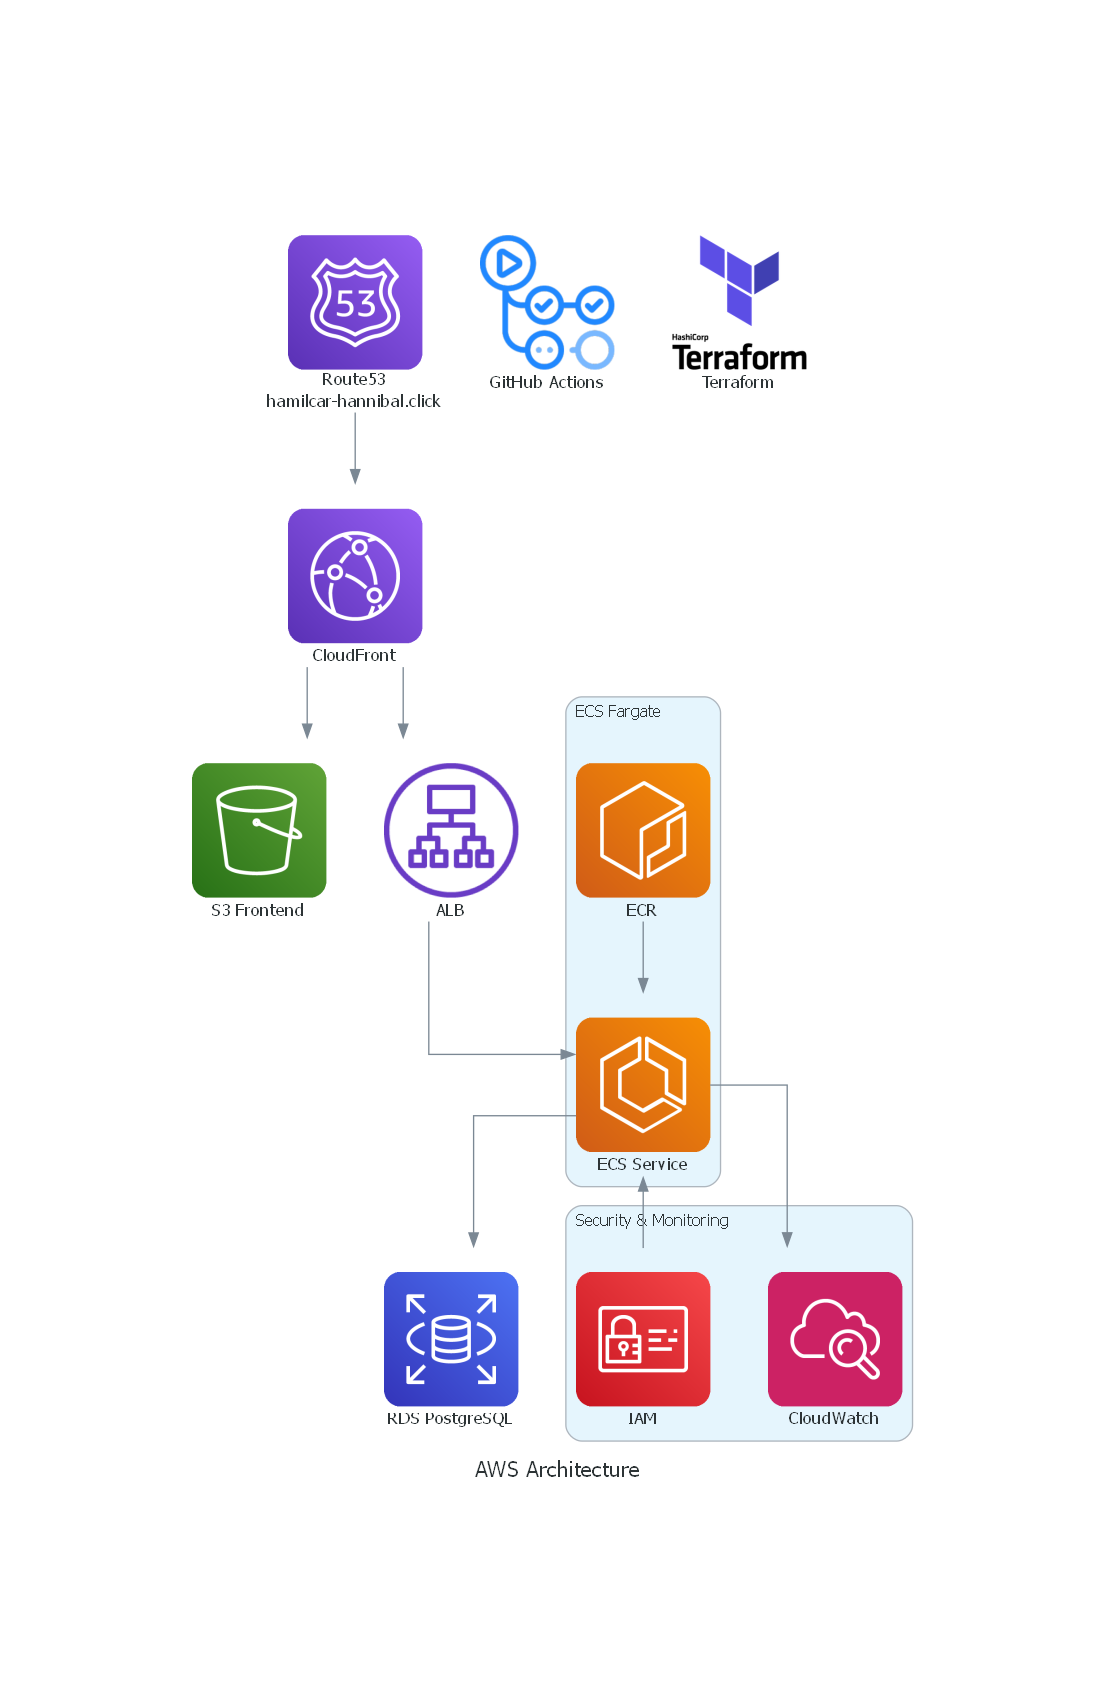 53
Route53
hamilcar-hannibal.click
GitHub Actions
HashiCorp
Terraform
Terraform
CloudFront
ECS Fargate
S3 Frontend
ALB
ECR
ECS Service
Security & Monitoring
RDS PostgreSQL
IAM
CloudWatch
AWS Architecture